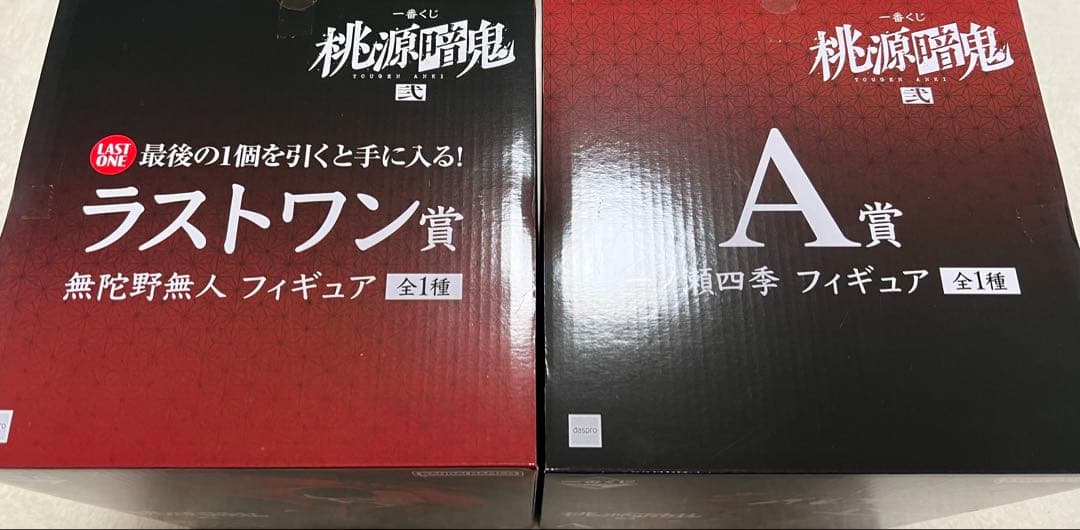 一番くじ
桃源暗鬼
TOUGEN ANKI
弐
LAST ONE
最後の1個を引くと手に入る!
ラストワン賞
無陀野無人 フィギュア 全1種
一番くじ
桃源暗鬼
TOUGEN ANKI
弐
A賞
ノ瀬四季 フィギュア 全1種
daspro